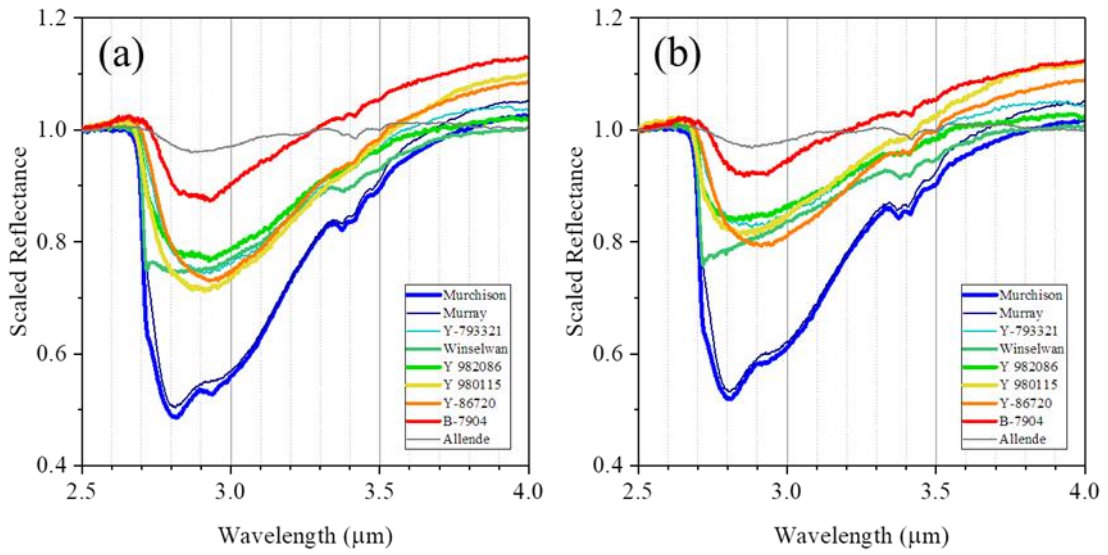 (a)
1.2
1.0
0.8
0.6
0.4
Scaled Reflectance
2.5 3.0 3.5 4.0
Wavelength (µm)
Murchison
Murray
Y-793321
Winselwan
Y 982086
Y 980115
Y-86720
B-7904
Allende
(b)
1.2
1.0
0.8
0.6
0.4
Scaled Reflectance
2.5 3.0 3.5 4.0
Wavelength (µm)
Murchison
Murray
Y-793321
Winselwan
Y 982086
Y 980115
Y-86720
B-7904
Allende